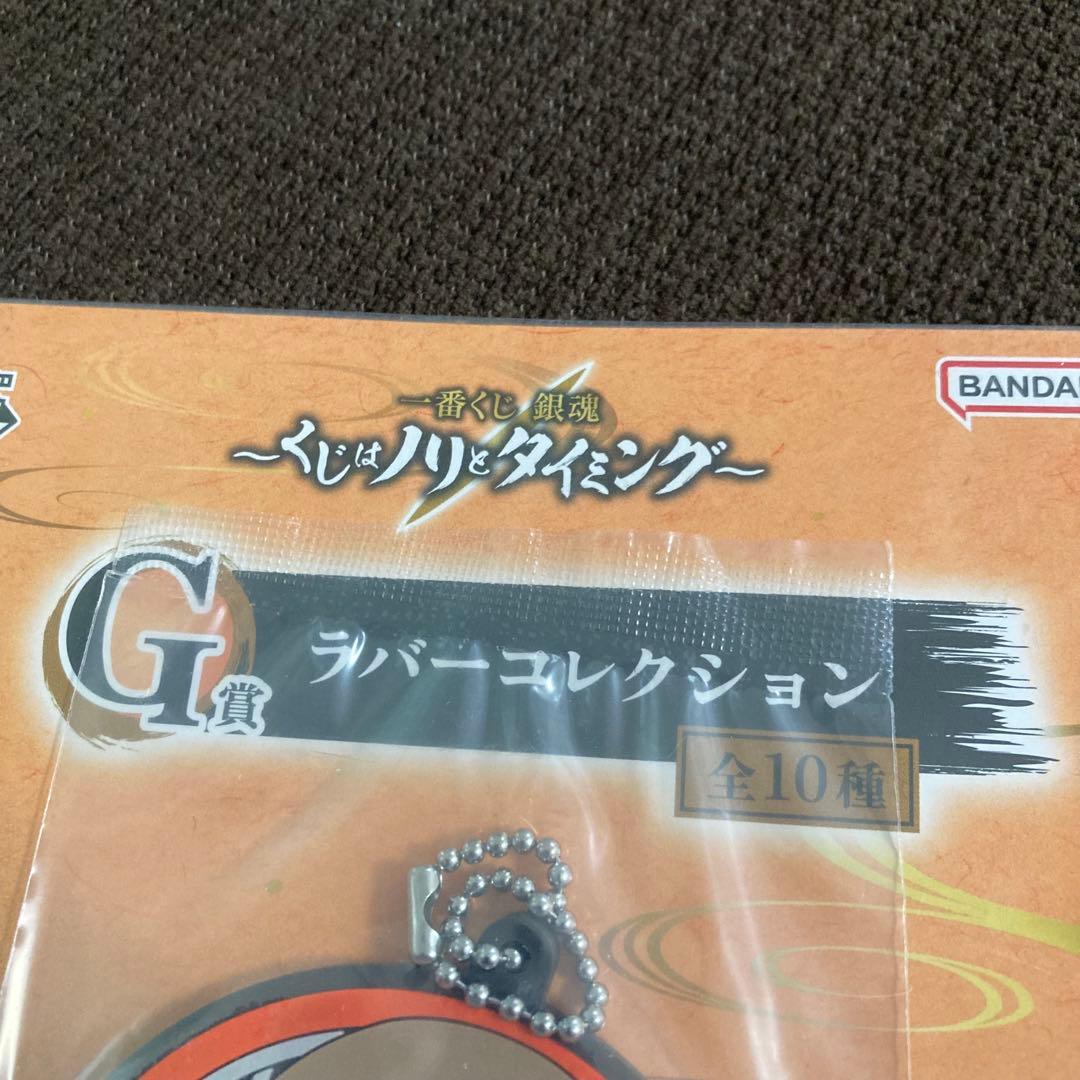 一番くじ 銀魂
～くじはノリとタイミング～
BANDA
G賞
ラバーコレクション
全10種